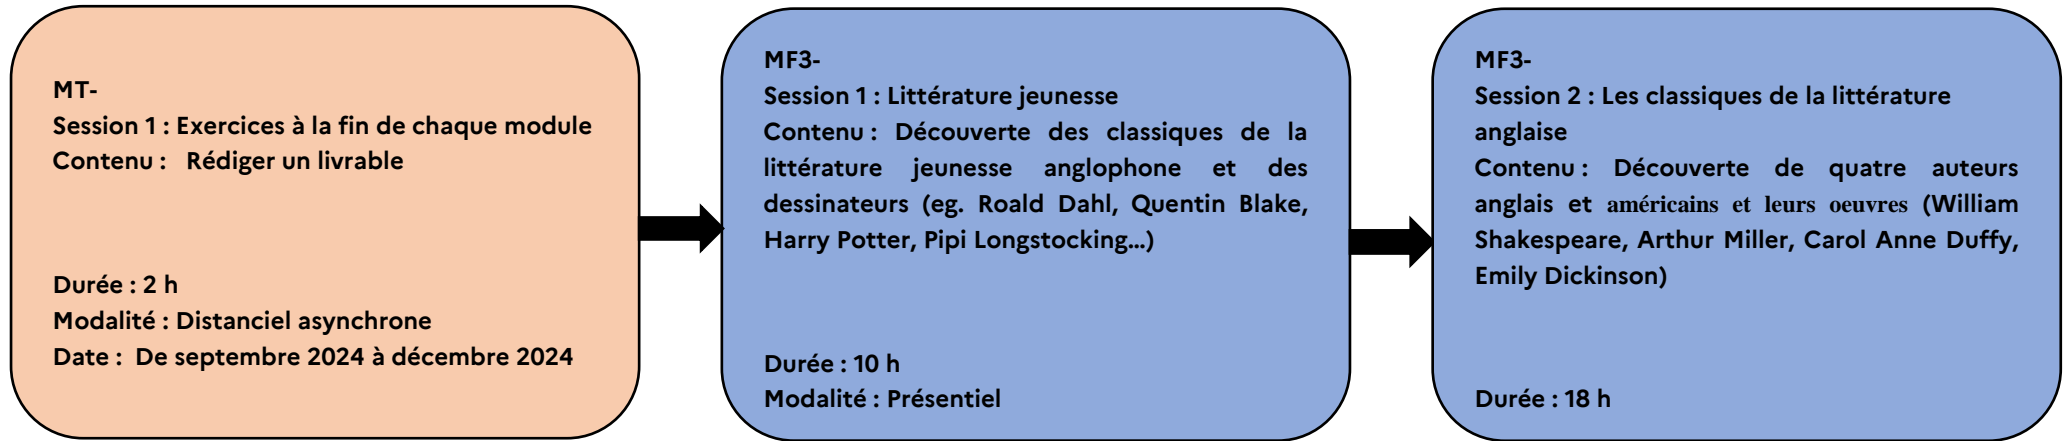 MT-
Session 1 : Exercices à la fin de chaque module
Contenu : Rédiger un livrable
Durée : 2 h
Modalité : Distanciel asynchrone
Date : De septembre 2024 à décembre 2024
MF3-
Session 1 : Littérature jeunesse
Contenu : Découverte des classiques de la
littérature jeunesse anglophone et des
dessinateurs (eg. Roald Dahl, Quentin Blake,
Harry Potter, Pipi Longstocking…)
Durée : 10 h
Modalité : Présentiel
MF3-
Session 2 : Les classiques de la littérature
anglaise
Contenu : Découverte de quatre auteurs
anglais et américains et leurs oeuvres (William
Shakespeare, Arthur Miller, Carol Anne Duffy,
Emily Dickinson)
Durée : 18 h